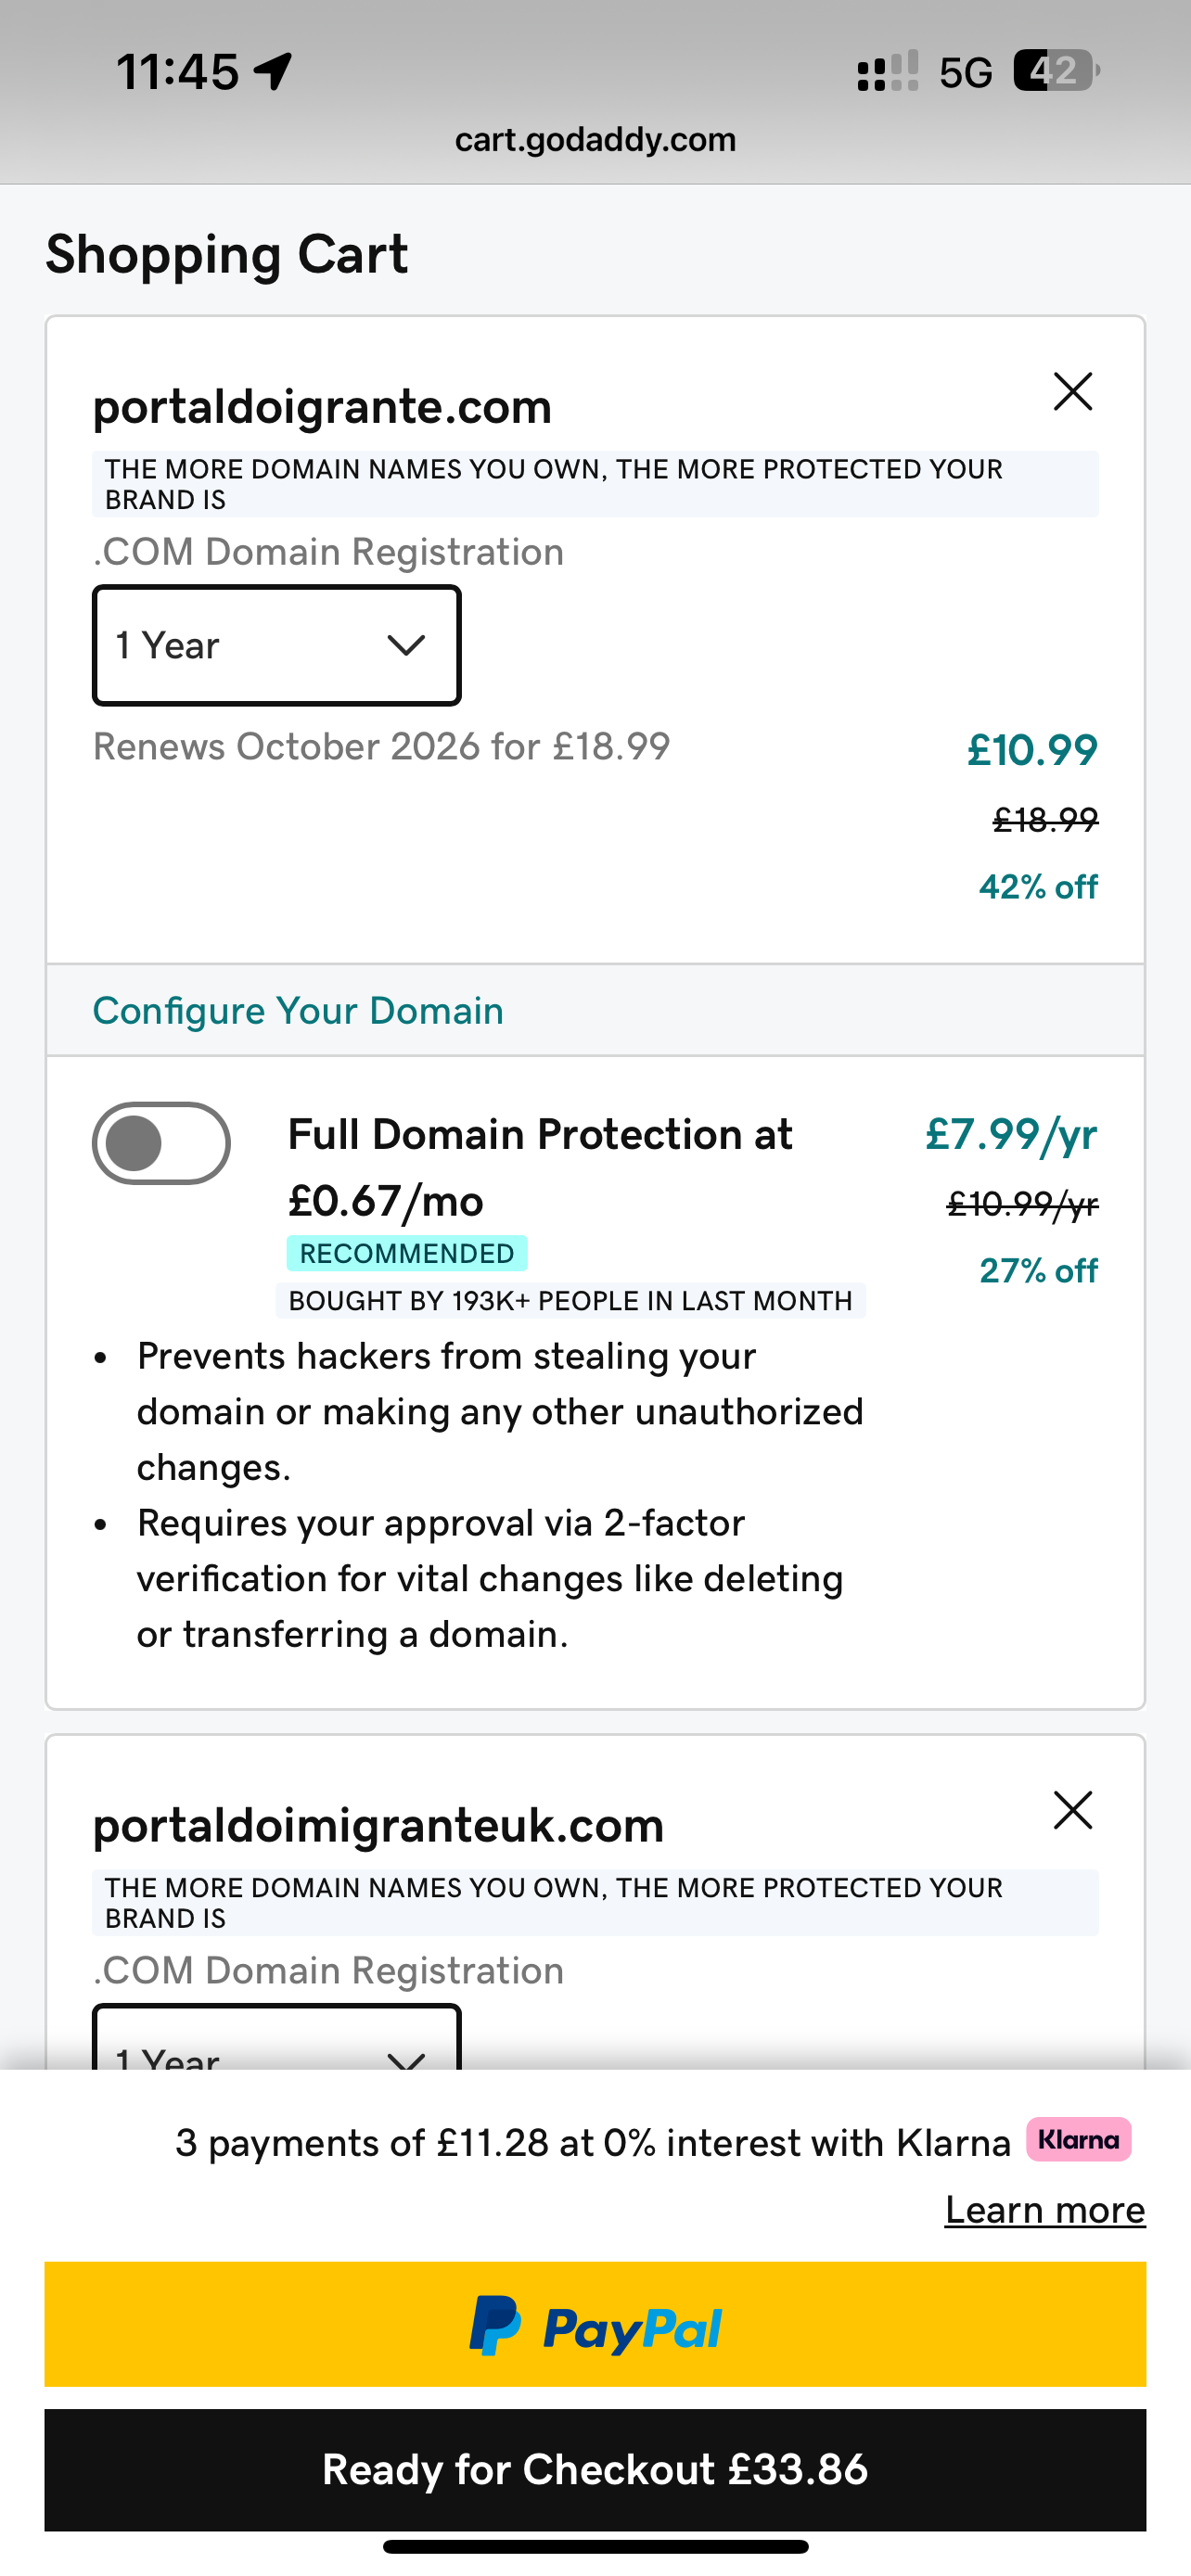 11:45
5G
42
cart.godaddy.com
Shopping Cart
portaldoigrante.com
THE MORE DOMAIN NAMES YOU OWN, THE MORE PROTECTED YOUR
BRAND IS
.COM Domain Registration
1 Year
Renews October 2026 for £18.99
£10.99
£18.99
42% off
Configure Your Domain
Full Domain Protection at
£0.67/mo
£7.99/yr
£10.99/yr
27% off
RECOMMENDED
BOUGHT BY 193K+ PEOPLE IN LAST MONTH
• Prevents hackers from stealing your
domain or making any other unauthorized
changes.
• Requires your approval via 2-factor
verification for vital changes like deleting
or transferring a domain.
portaldoimigranteuk.com
THE MORE DOMAIN NAMES YOU OWN, THE MORE PROTECTED YOUR
BRAND IS
.COM Domain Registration
1 Year
3 payments of £11.28 at 0% interest with Klarna Klarna
Learn more
PayPal
Ready for Checkout £33.86